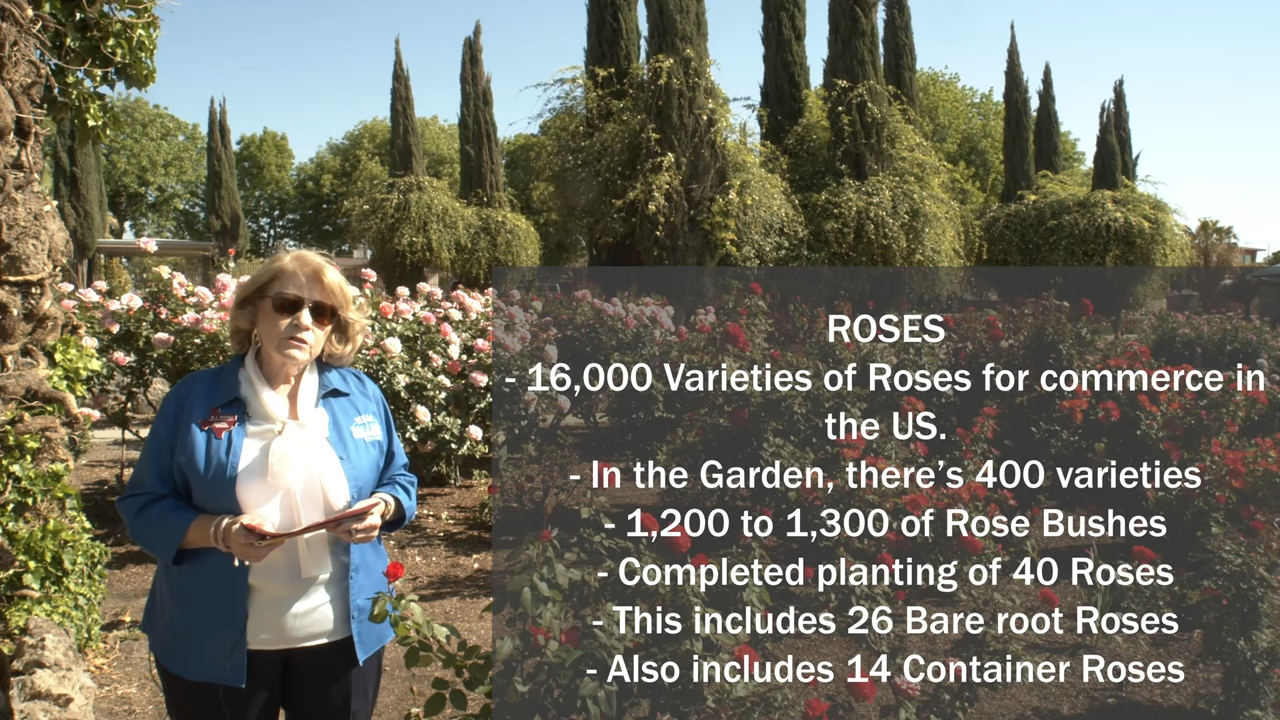 ROSES
- 16,000 Varieties of Roses for commerce in
the US.
- In the Garden, there’s 400 varieties
- 1,200 to 1,300 of Rose Bushes
- Completed planting of 40 Roses
- This includes 26 Bare root Roses
- Also includes 14 Container Roses